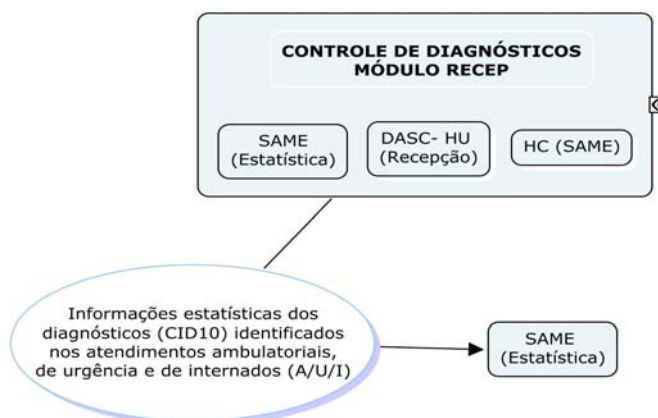 CONTROLE DE DIAGNÓSTICOS
MÓDULO RECEP
SAME
(Estatística)
DASC- HU
(Recepção)
HC (SAME)
Informações estatísticas dos
diagnósticos (CID10) identificados
nos atendimentos ambulatoriais,
de urgência e de internados (A/U/I)
SAME
(Estatística)